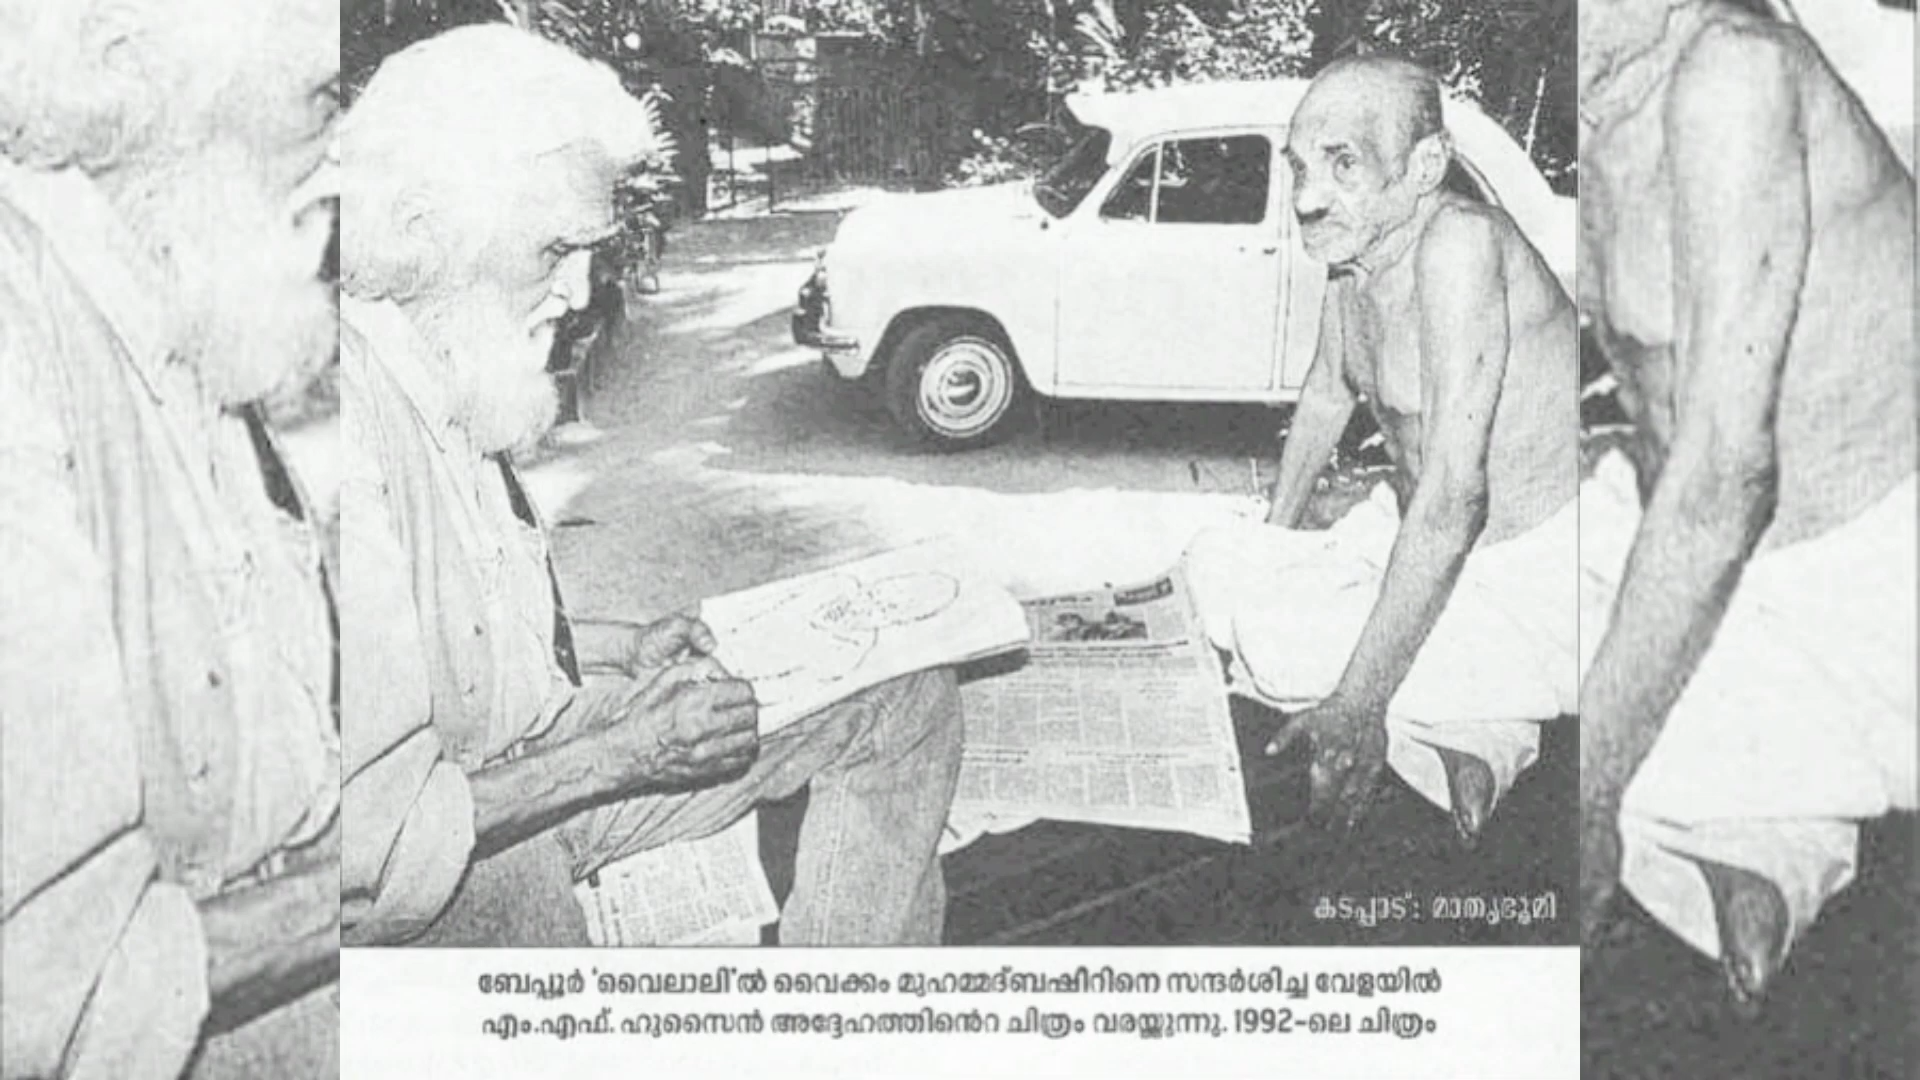 കടപ്പാട്: മാതൃഭൂമി
ബേപ്പൂർ 'വൈലാലി'ൽ വൈക്കം മുഹമ്മദ്ബഷീറിനെ സന്ദർശിച്ച വേളയിൽ
എം.എഫ്. ഹുസൈൻ അദ്ദേഹത്തിൻെറ ചിത്രം വരയ്ക്കുന്നു. 1992-ലെ ചിത്രം